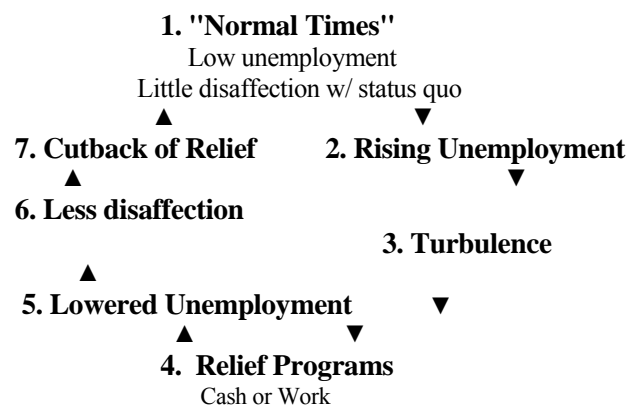 1. "Normal Times"
Low unemployment
Little disaffection w/ status quo
▲ ▼
7. Cutback of Relief 2. Rising Unemployment
▲ ▼
6. Less disaffection
3. Turbulence
▲
5. Lowered Unemployment ▼
▲ ▼
4. Relief Programs
Cash or Work